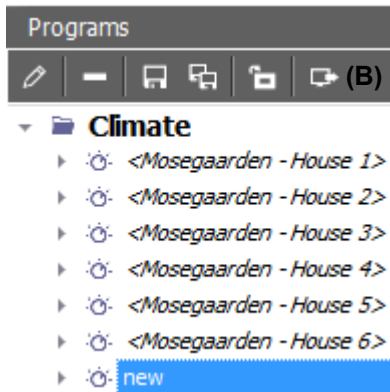 Programs
(B)
Climate
<Mosegaarden - House 1>
<Mosegaarden - House 2>
<Mosegaarden - House 3>
<Mosegaarden - House 4>
<Mosegaarden - House 5>
<Mosegaarden - House 6>
new